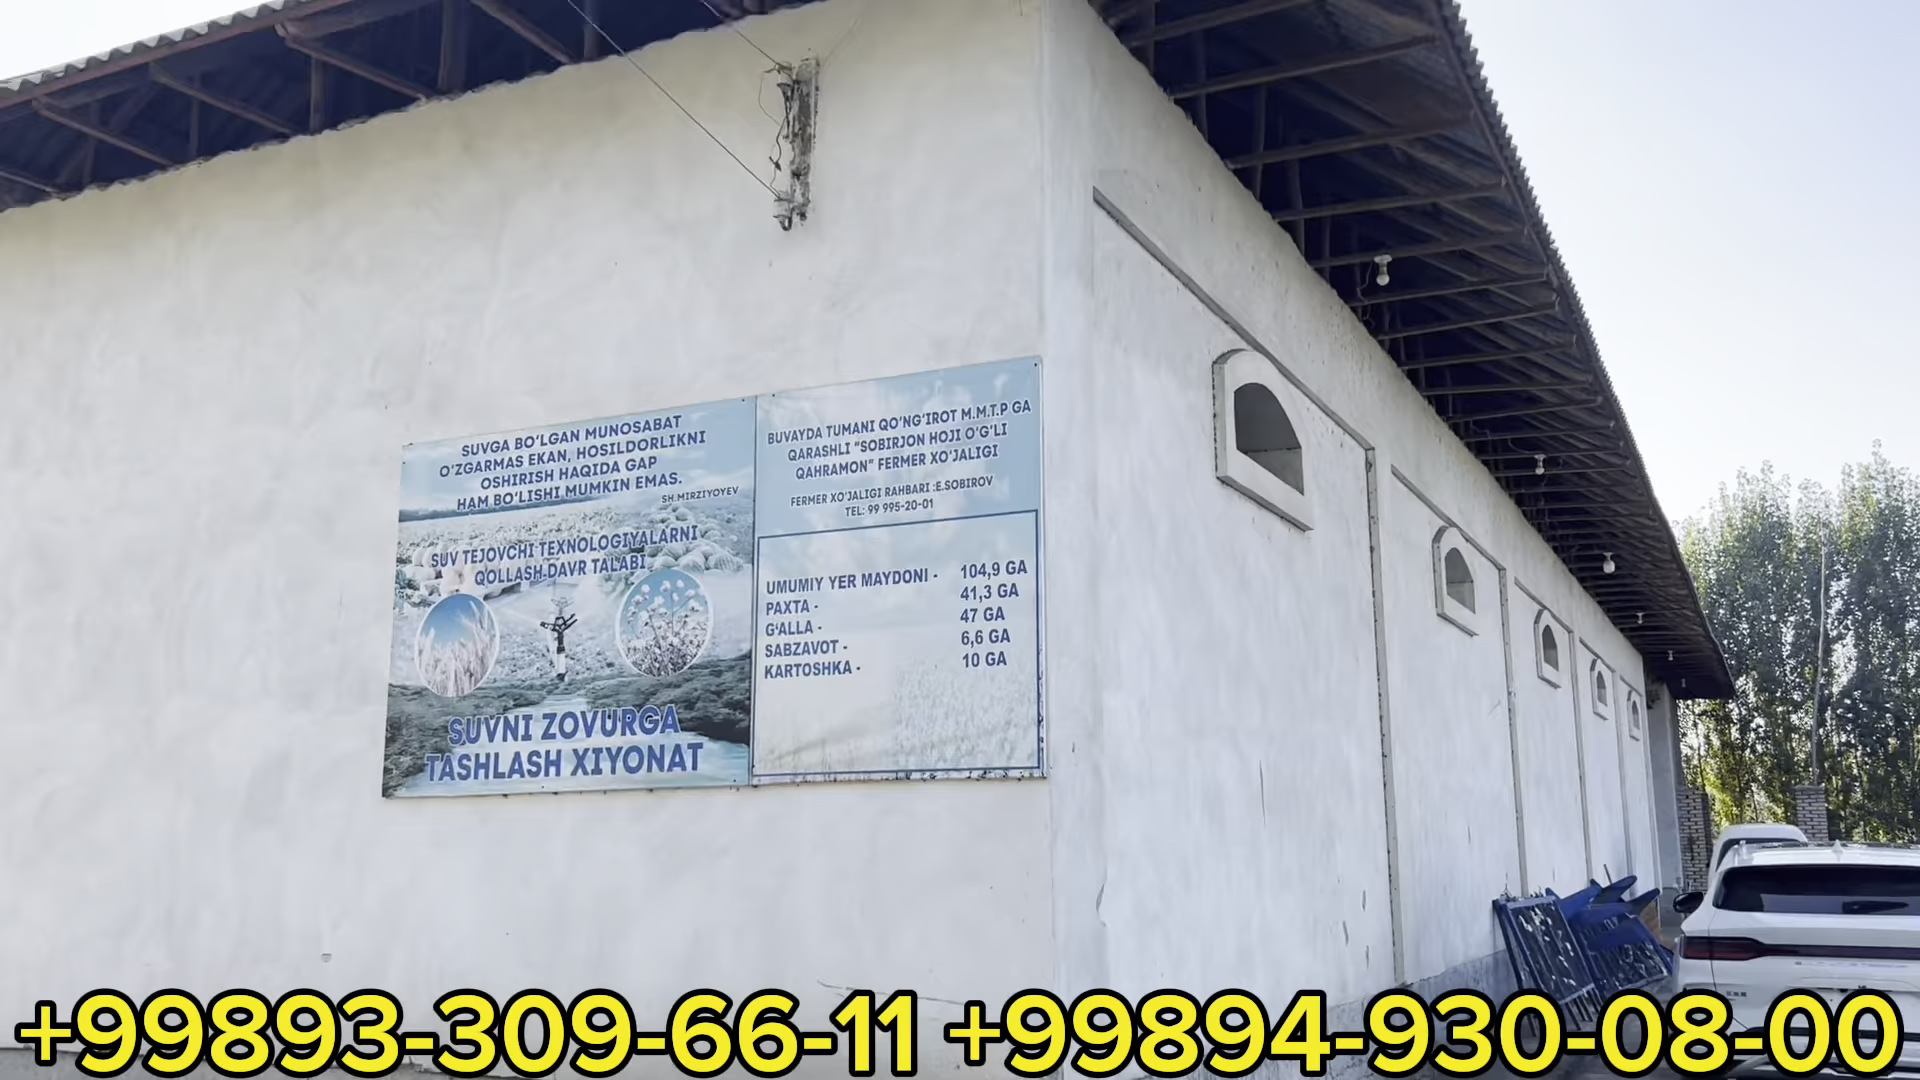 SUVGA BO‘LGAN MUNOSABAT
O‘ZGARMAS EKAN, HOSILDORLIKNI
OSHIRISH HAQIDA GAP
HAM BO‘LISHI MUMKIN EMAS.
SH.MIRZIYOYEV
SUV TEJOVCHI TEXNOLOGIYALARNI
QOLLASH-DAVR TALABI
SUVNI ZOVURGA
TASHLASH XIYONAT
BUVAYDA TUMANI QO‘NG‘IROT M.M.T.P GA
QARASHLI "SOBIRJON HOJI O‘G‘LI
QAHRAMON" FERMER XO‘JALIGI
FERMER XO‘JALIGI RAHBARI :E.SOBIROV
TEL: 99 995-20-01
UMUMIY YER MAYDONI - 104,9 GA
PAXTA - 41,3 GA
G‘ALLA - 47 GA
SABZAVOT - 6,6 GA
KARTOSHKA - 10 GA
+99893-309-66-11 +99894-930-08-00